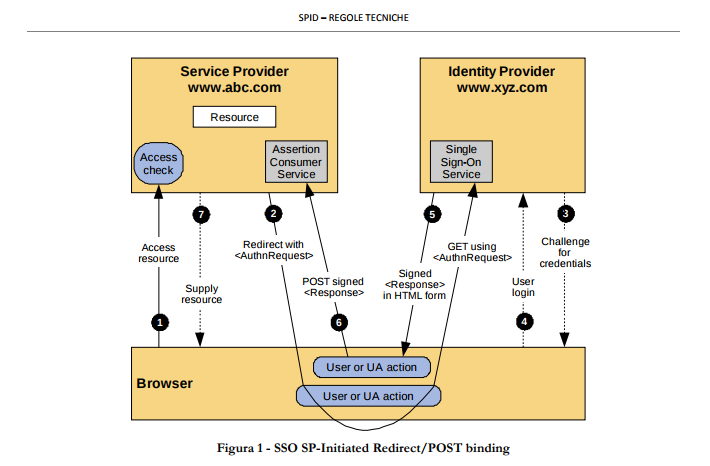 SPID – REGOLE TECNICHE
Service Provider
www.abc.com
Resource
Access
check
Assertion
Consumer
Service
Identity Provider
www.xyz.com
Single
Sign-On
Service
7
2
5
3
Access
resource
Redirect with
<AuthnRequest>
GET using
<AuthnRequest>
Challenge
for
credentials
Supply
resource
POST signed
<Response>
Signed
<Response>
in HTML form
User
login
1
6
4
Browser
User or UA action
User or UA action
Figura 1 - SSO SP-Initiated Redirect/POST binding